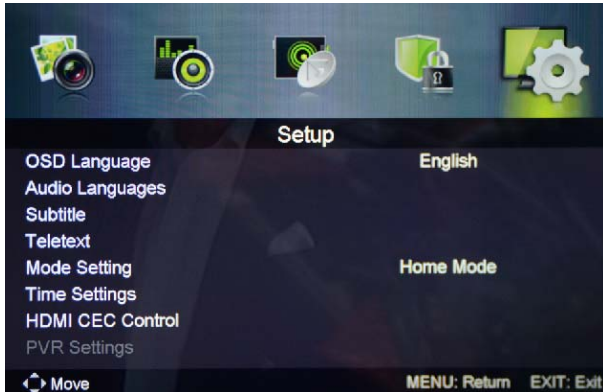 Setup
OSD Language English
Audio Languages
Subtitle
Teletext
Mode Setting Home Mode
Time Settings
HDMI CEC Control
PVR Settings
Move MENU: Return EXIT: Exit